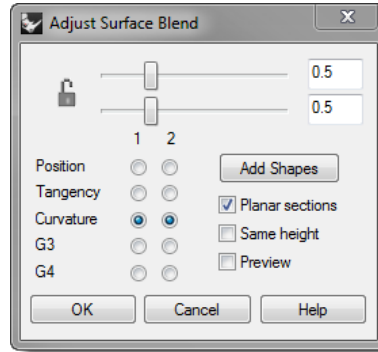 Adjust Surface Blend
0.5
0.5
1 2
Position
Tangency
Curvature
G3
G4
Add Shapes
Planar sections
Same height
Preview
OK Cancel Help